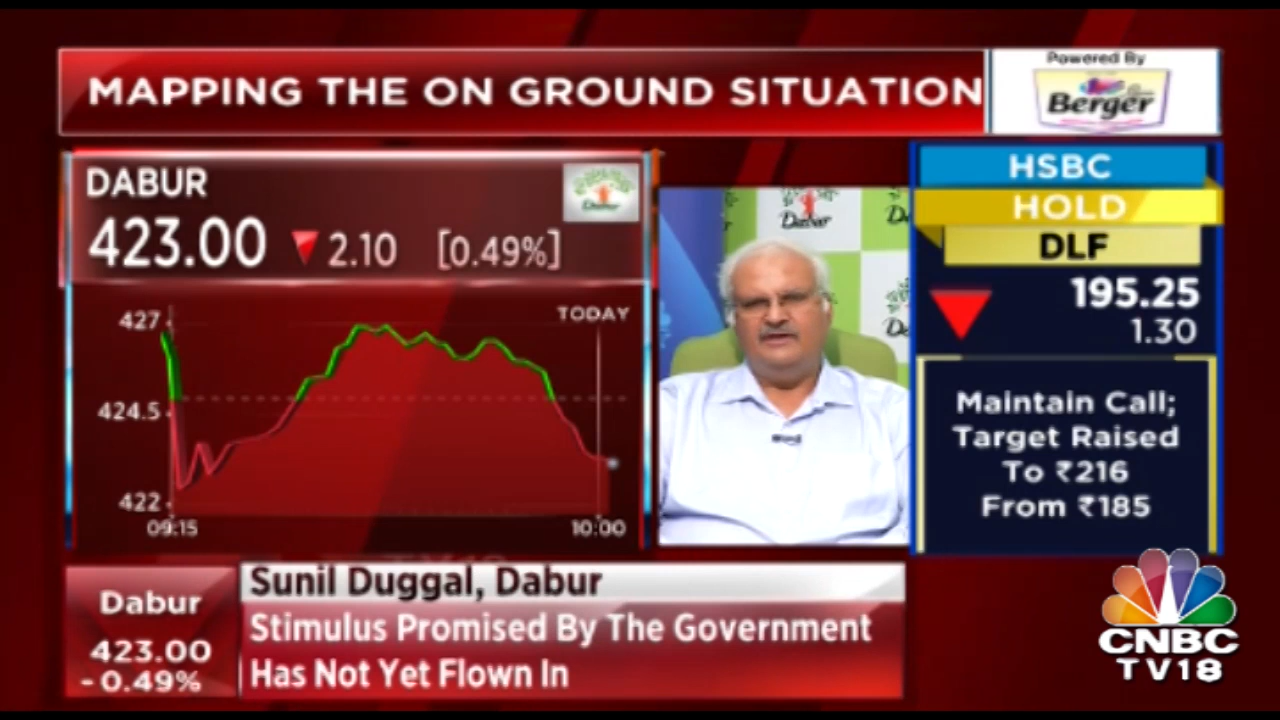 MAPPING THE ON GROUND SITUATION
Powered By
Berger
DABUR
Dabur
423.00 ▼ 2.10 [0.49%]
TODAY
427
424.5
422
09:15
10:00
Dabur
HSBC
HOLD
DLF
195.25
1.30
Maintain Call;
Target Raised
To ₹216
From ₹185
Dabur
423.00
-0.49%
Sunil Duggal, Dabur
Stimulus Promised By The Government
Has Not Yet Flown In
CNBC
TV18